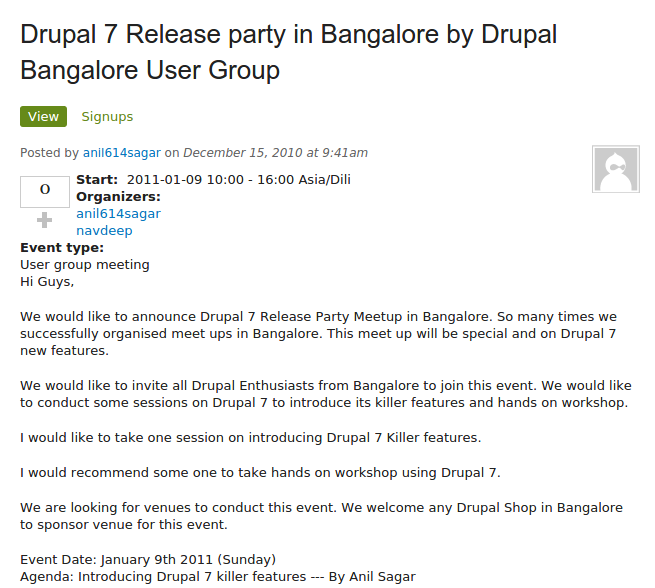 Drupal 7 Release party in Bangalore by Drupal
Bangalore User Group
View Signups
Posted by anil614sagar on December 15, 2010 at 9:41am
0
Start: 2011-01-09 10:00 - 16:00 Asia/Dili
Organizers:
anil614sagar
navdeep
Event type:
User group meeting
Hi Guys,
We would like to announce Drupal 7 Release Party Meetup in Bangalore. So many times we
successfully organised meet ups in Bangalore. This meet up will be special and on Drupal 7
new features.
We would like to invite all Drupal Enthusiasts from Bangalore to join this event. We would like
to conduct some sessions on Drupal 7 to introduce its killer features and hands on workshop.
I would like to take one session on introducing Drupal 7 Killer features.
I would recommend some one to take hands on workshop using Drupal 7.
We are looking for venues to conduct this event. We welcome any Drupal Shop in Bangalore
to sponsor venue for this event.
Event Date: January 9th 2011 (Sunday)
Agenda: Introducing Drupal 7 killer features --- By Anil Sagar